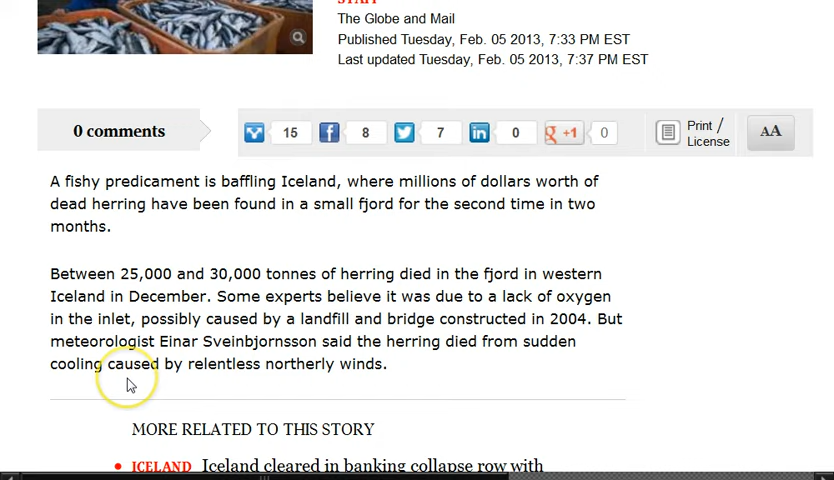 STAFF
The Globe and Mail
Published Tuesday, Feb. 05 2013, 7:33 PM EST
Last updated Tuesday, Feb. 05 2013, 7:37 PM EST
0 comments
15
f 8
7
in 0
g +1 0
Print /
License
AA
A fishy predicament is baffling Iceland, where millions of dollars worth of
dead herring have been found in a small fjord for the second time in two
months.
Between 25,000 and 30,000 tonnes of herring died in the fjord in western
Iceland in December. Some experts believe it was due to a lack of oxygen
in the inlet, possibly caused by a landfill and bridge constructed in 2004. But
meteorologist Einar Sveinbjornsson said the herring died from sudden
cooling caused by relentless northerly winds.
MORE RELATED TO THIS STORY
• ICELAND Iceland cleared in banking collapse row with